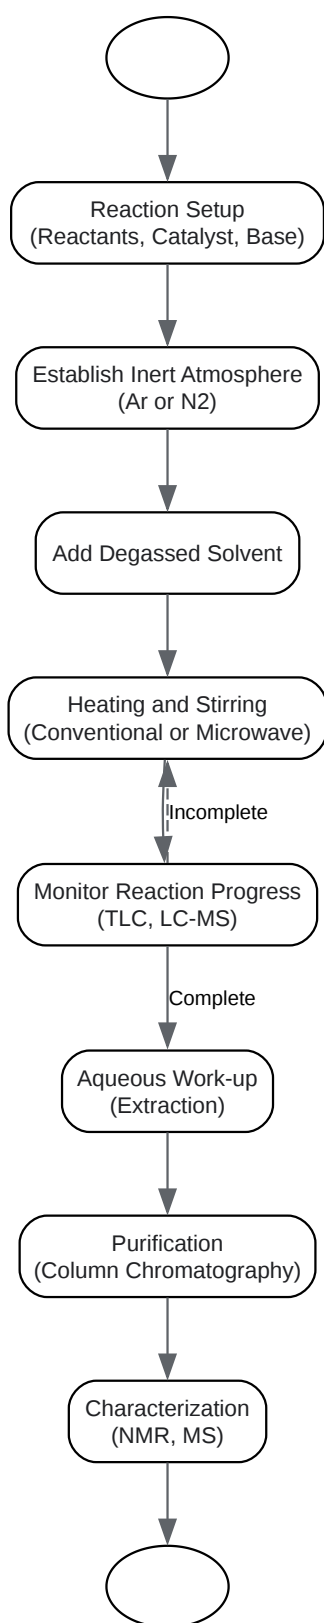 Reaction Setup
(Reactants, Catalyst, Base)
Establish Inert Atmosphere
(Ar or N2)
Add Degassed Solvent
Heating and Stirring
(Conventional or Microwave)
Incomplete
Monitor Reaction Progress
(TLC, LC-MS)
Complete
Aqueous Work-up
(Extraction)
Purification
(Column Chromatography)
Characterization
(NMR, MS)